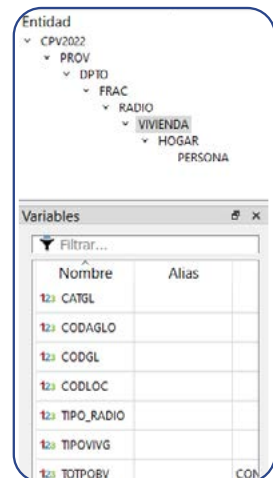 Entidad
CPV2022
PROV
DPTO
FRAC
RADIO
VIVIENDA
HOGAR
PERSONA
Variables
Filtrar...
Nombre Alias
123 CATGL
123 CODAGLO
123 CODGL
123 CODLOC
123 TIPO_RADIO
123 TIPOVIVG
123 TOTPOBV CON